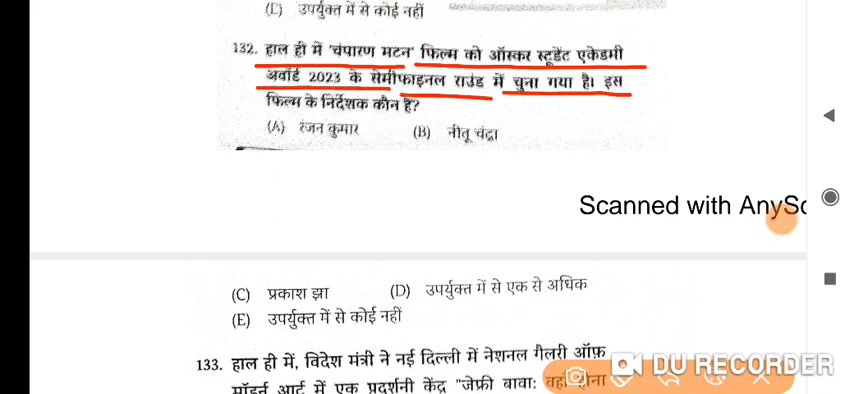 (E) उपर्युक्त में से कोई नहीं
132. हाल ही में 'चंपारण मटन' फिल्म को ऑस्कर स्टूडेंट एकेडमी
अवॉर्ड 2023 के सेमीफाइनल राउंड में चुना गया है। इस
फिल्म के निर्देशक कौन हैं?
(A) रंजन कुमार (B) नीतू चंद्रा
Scanned with AnySc
(C) प्रकाश झा (D) उपर्युक्त में से एक से अधिक
(E) उपर्युक्त में से कोई नहीं
133. हाल ही में, विदेश मंत्री ने नई दिल्ली में नेशनल गैलरी ऑफ़
DU RECORDER
मॉडर्न आर्ट में एक प्रदर्शनी केंद्र "जेफ्री बावा: वहाँ होना